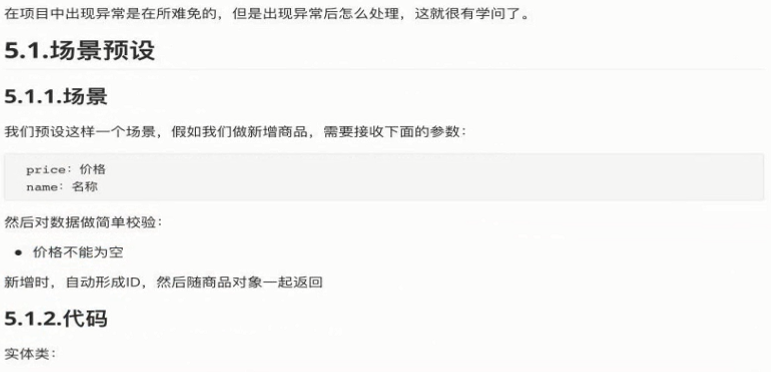 在项目中出现异常是在所难免的，但是出现异常后怎么处理，这就很有学问了。
5.1.场景预设
5.1.1.场景
我们预设这样一个场景，假如我们做新增商品，需要接收下面的参数：
price：价格
name：名称
然后对数据做简单校验：
● 价格不能为空
新增时，自动形成ID，然后随商品对象一起返回
5.1.2.代码
实体类：